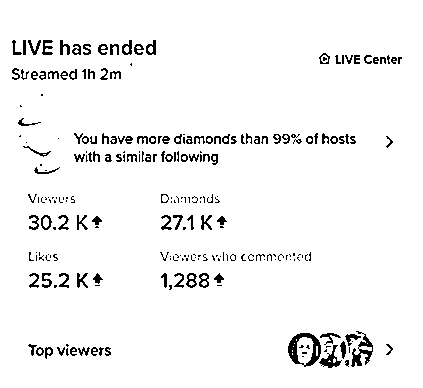 LIVE has ended
LIVE Center
Streamed 1h 2m
You have more diamonds than 99% of hosts
with a similar following
Viewers Diamonds
30.2 K 27.1 K
Likes Viewers who commented
25.2 K 1,288
Top viewers